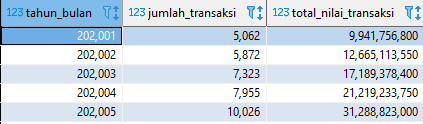 123 tahun_bulan 123 jumlah_transaksi 123 total_nilai_transaksi
202,001 5,062 9,941,756,800
202,002 5,872 12,665,113,550
202,003 7,323 17,189,378,400
202,004 7,955 21,219,233,750
202,005 10,026 31,288,823,000